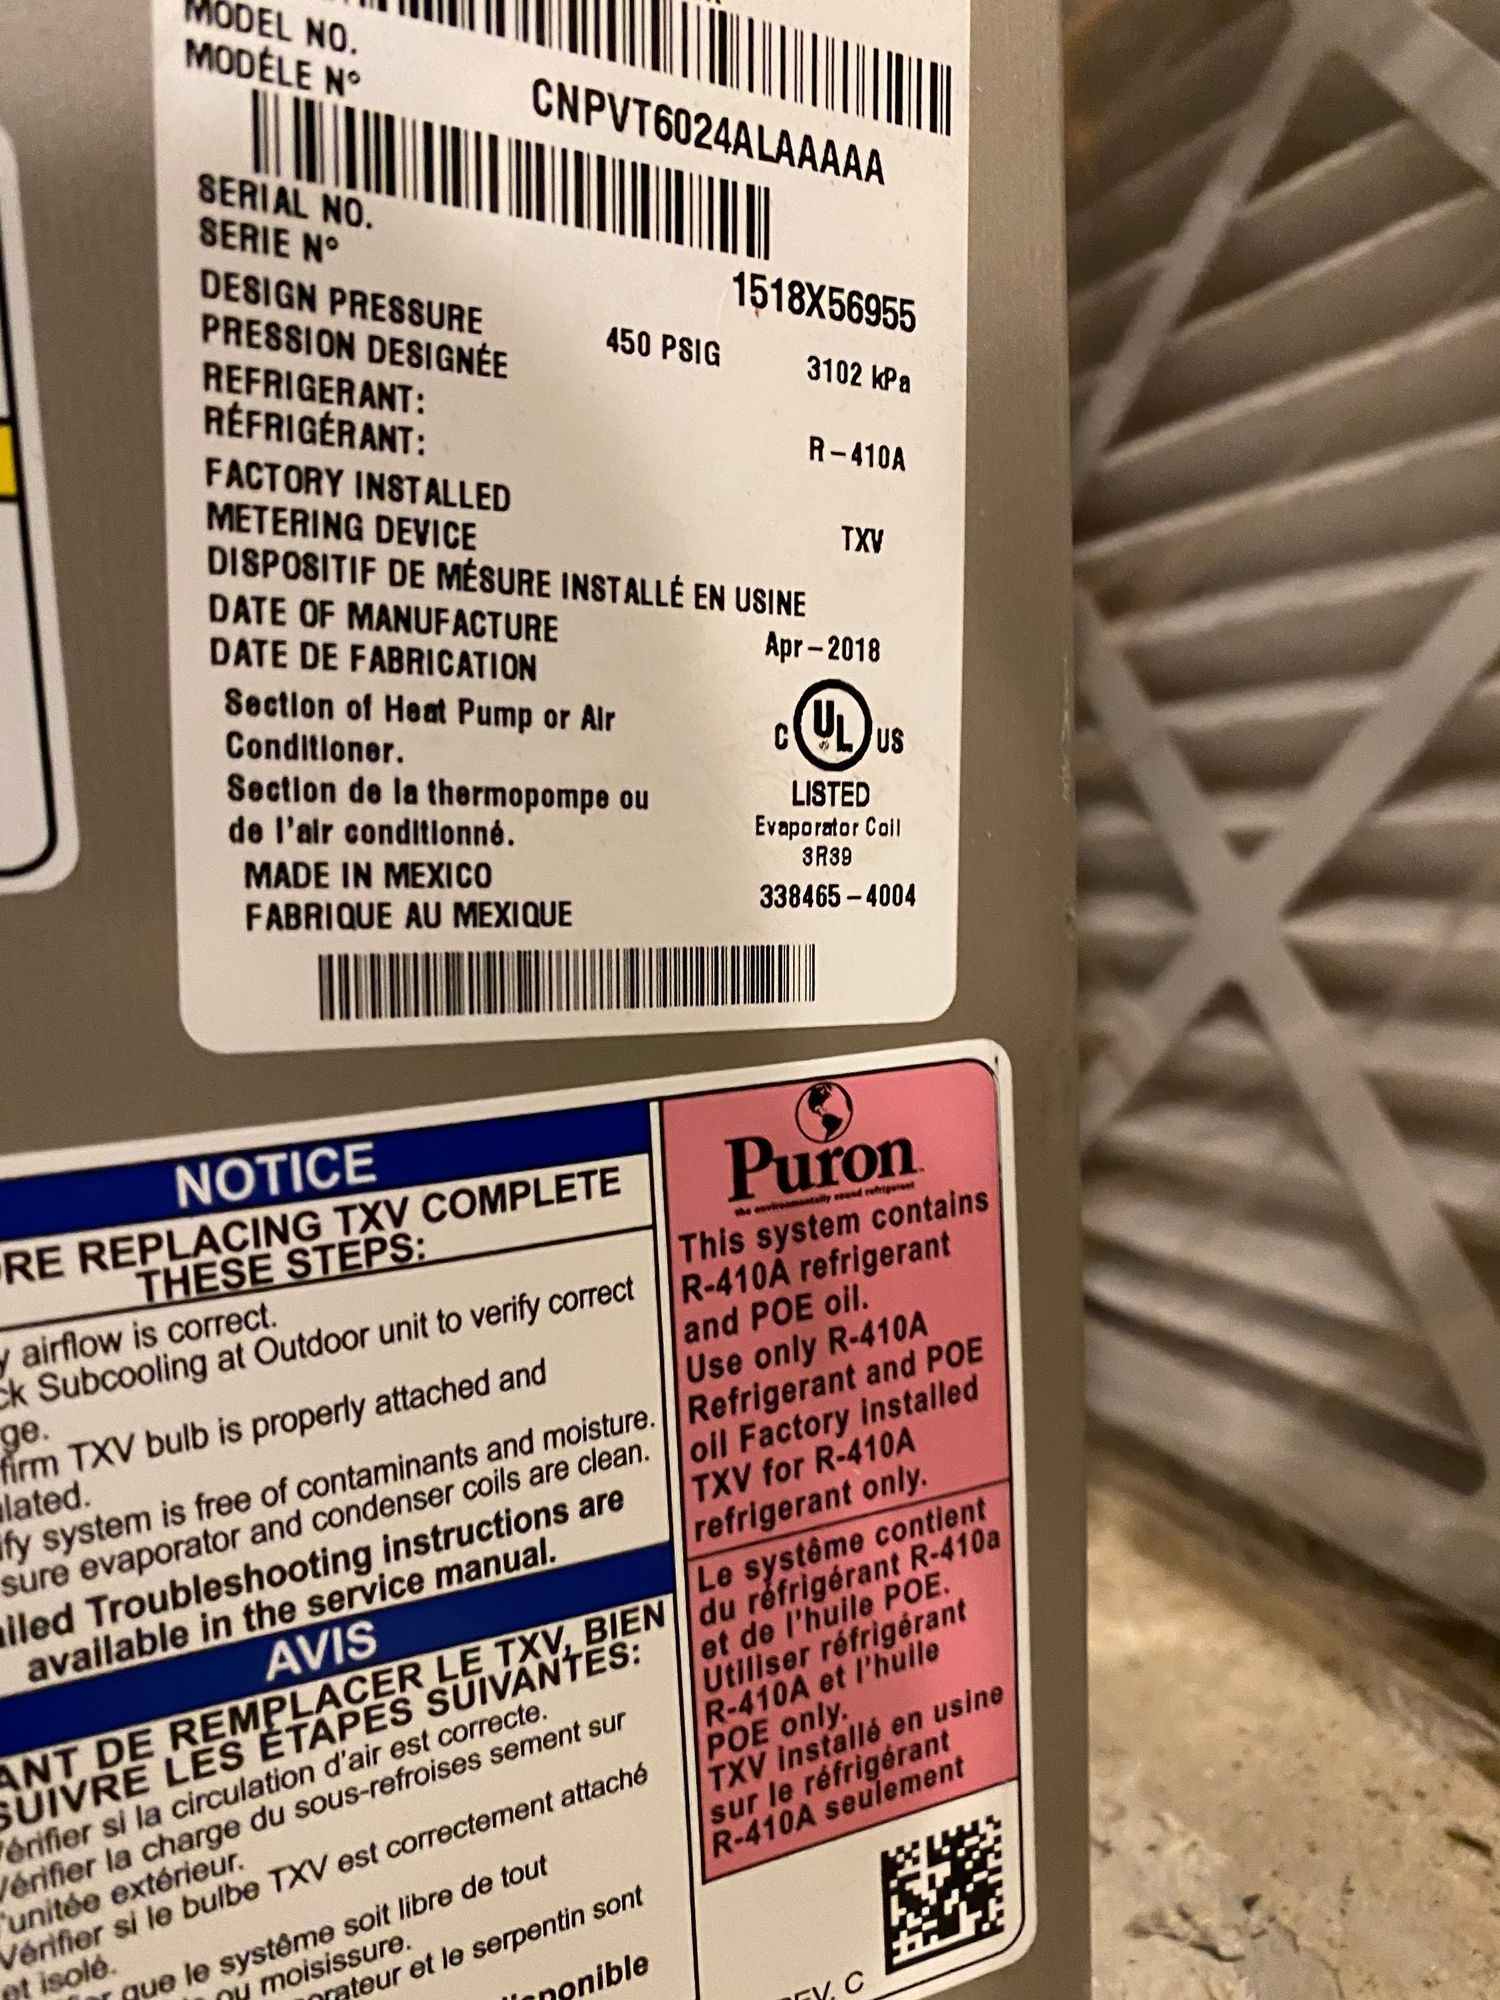 MODEL NO.
MODÈLE N°
CNPVT6024ALAAAAA
SERIAL NO.
SERIE N°
1518X56955
DESIGN PRESSURE
PRESSION DESIGNÉE
450 PSIG 3102 kPa
REFRIGERANT:
RÉFRIGÉRANT:
R-410A
FACTORY INSTALLED
METERING DEVICE
TXV
DISPOSITIF DE MÉSURE INSTALLÉ EN USINE
DATE OF MANUFACTURE
DATE DE FABRICATION
Apr-2018
Section of Heat Pump or Air
Conditioner.
Section de la thermopompe ou
de l'air conditionné.
MADE IN MEXICO
FABRIQUE AU MEXIQUE
C UL US
LISTED
Evaporator Coil
3R39
338465-4004
NOTICE
RE REPLACING TXV COMPLETE
THESE STEPS:
y airflow is correct.
ck Subcooling at Outdoor unit to verify correct
ge.
firm TXV bulb is properly attached and
lated.
ify system is free of contaminants and moisture.
sure evaporator and condenser coils are clean.
iled Troubleshooting instructions are
available in the service manual.
AVIS
ANT DE REMPLACER LE TXV, BIEN
SUIVRE LES ÉTAPES SUIVANTES:
Vérifier si la circulation d'air est correcte.
Vérifier la charge du sous-refroises sement sur
l'unitée extérieur.
Vérifier si le bulbe TXV est correctement attaché
et isolé.
que le système soit libre de tout
ou moisissure.
orateur et le serpentin sont
sponible
Puron
the environmentally sound refrigerant
This system contains
R-410A refrigerant
and POE oil.
Use only R-410A
Refrigerant and POE
oil Factory installed
TXV for R-410A
refrigerant only.
Le système contient
du réfrigérant R-410a
et de l'huile POE.
Utiliser réfrigérant
R-410A et l'huile
POE only.
TXV installé en usine
sur le réfrigérant
R-410A seulement
REV. C